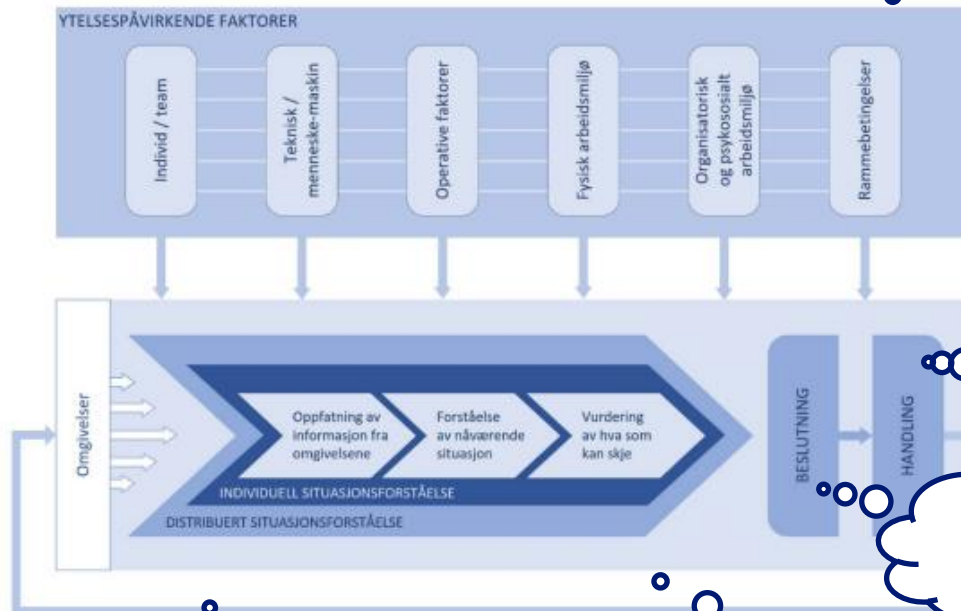 YTELSESPÅVIRKENDE FAKTORER
Individ / team
Teknisk /
menneske-maskin
Operative faktorer
Fysisk arbeidsmiljø
Organisatorisk
og psykososialt
arbeidsmiljø
Rammebetingelser
Omgivelser
Oppfatning av
informasjon fra
omgivelsene
Forståelse
av nåværende
situasjon
Vurdering
av hva som
kan skje
INDIVIDUELL SITUASJONSFORSTÅELSE
DISTRIBUERT SITUASJONSFORSTÅELSE
BESLUTNING
HANDLING